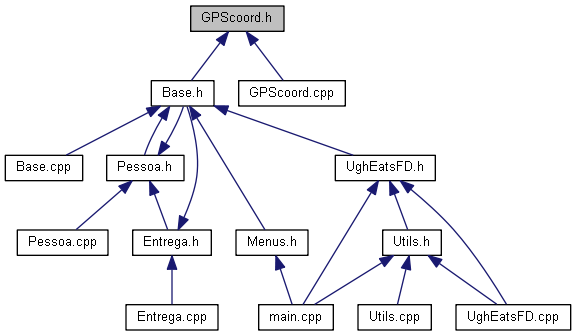 GPScoord.h
Base.h
GPScoord.cpp
Base.cpp
Pessoa.h
UghEatsFD.h
Pessoa.cpp
Entrega.h
Menus.h
Utils.h
Entrega.cpp
main.cpp
Utils.cpp
UghEatsFD.cpp